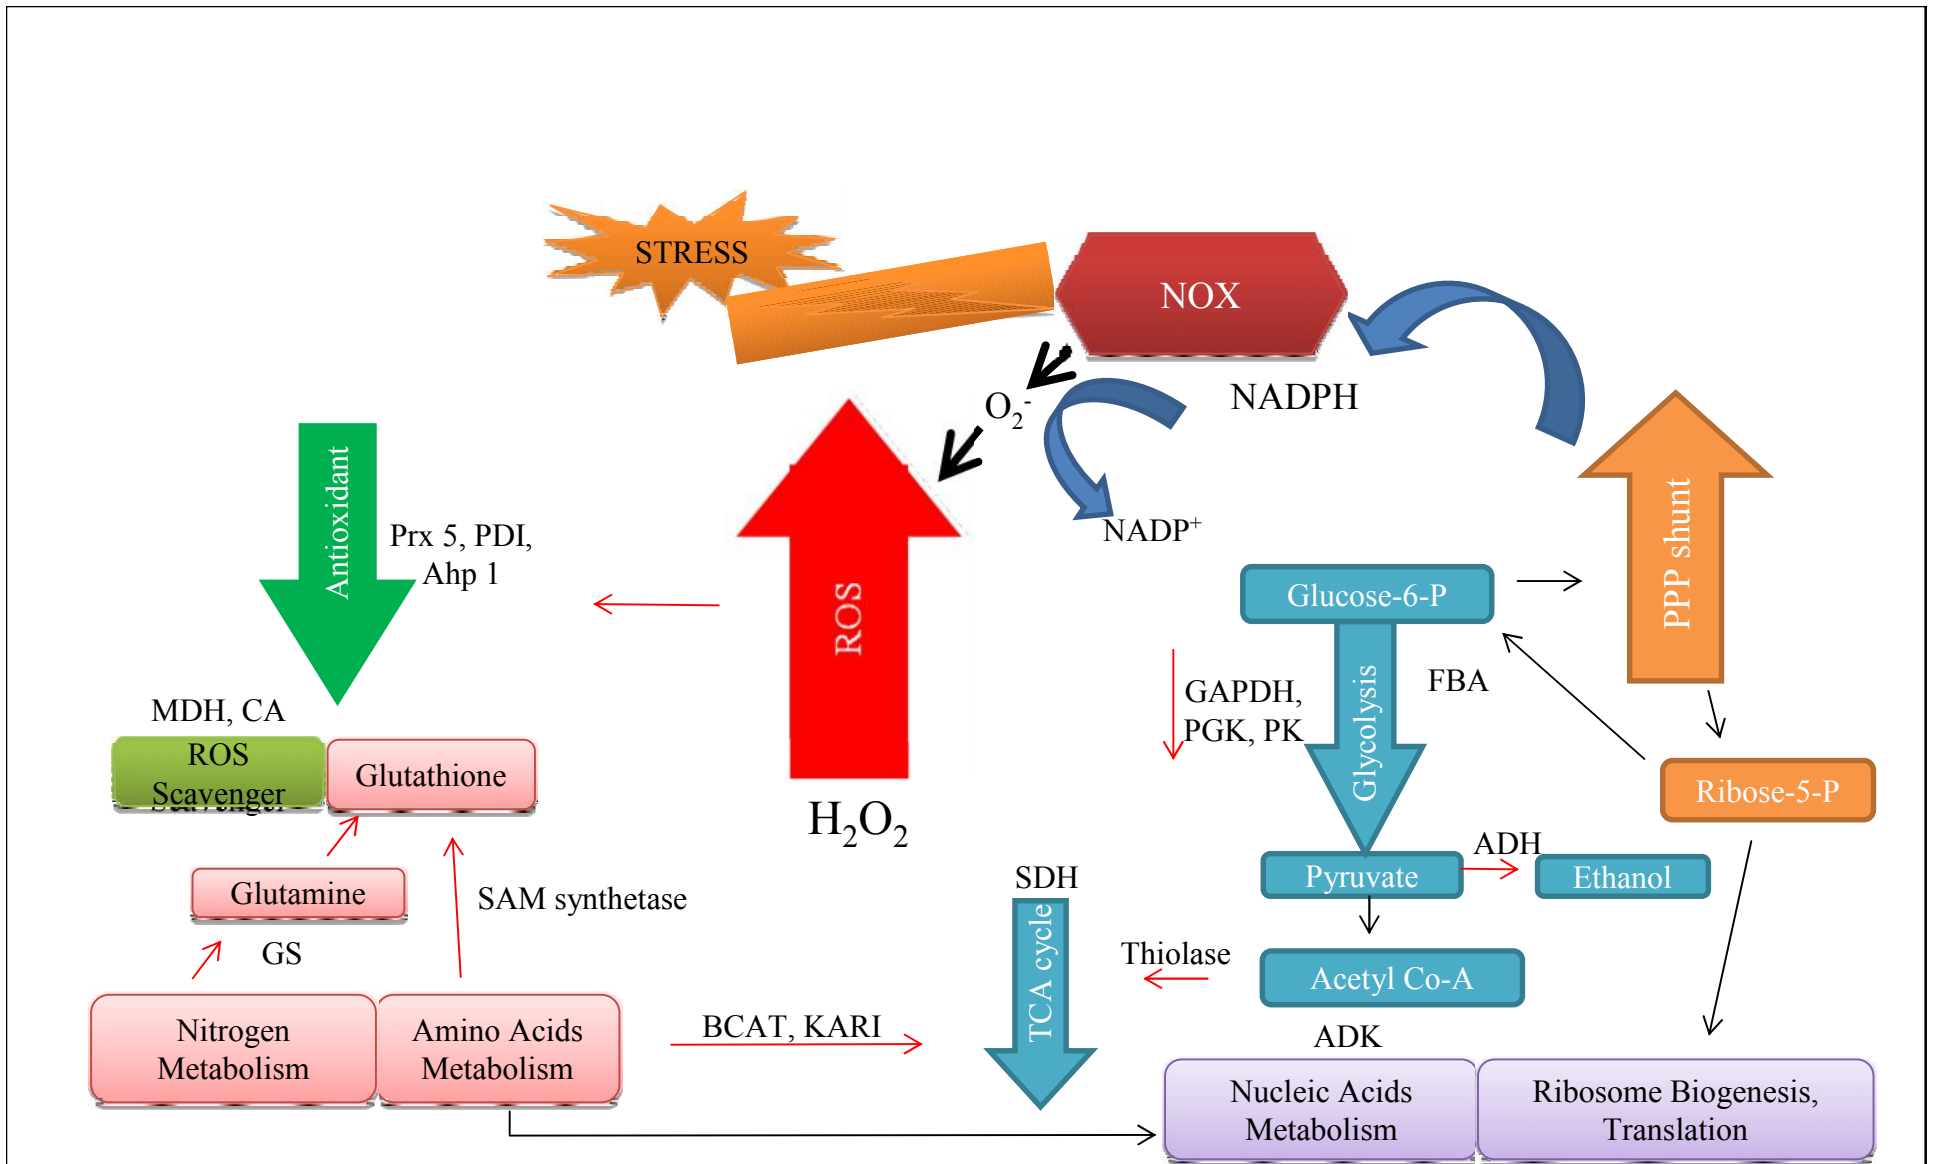 STRESS
NOX
NADPH
O₂⁻
NADP⁺
Antioxidant
Prx 5, PDI,
Ahp 1
ROS
H₂O₂
PPP shunt
Glucose-6-P
Glycolysis
FBA
GAPDH,
PGK, PK
Ribose-5-P
MDH, CA
ROS
Scavenger
Glutathione
Glutamine
SAM synthetase
GS
Nitrogen
Metabolism
Amino Acids
Metabolism
BCAT, KARI
SDH
TCA cycle
Thiolase
Pyruvate
ADH
Ethanol
Acetyl Co-A
ADK
Nucleic Acids
Metabolism
Ribosome Biogenesis,
Translation